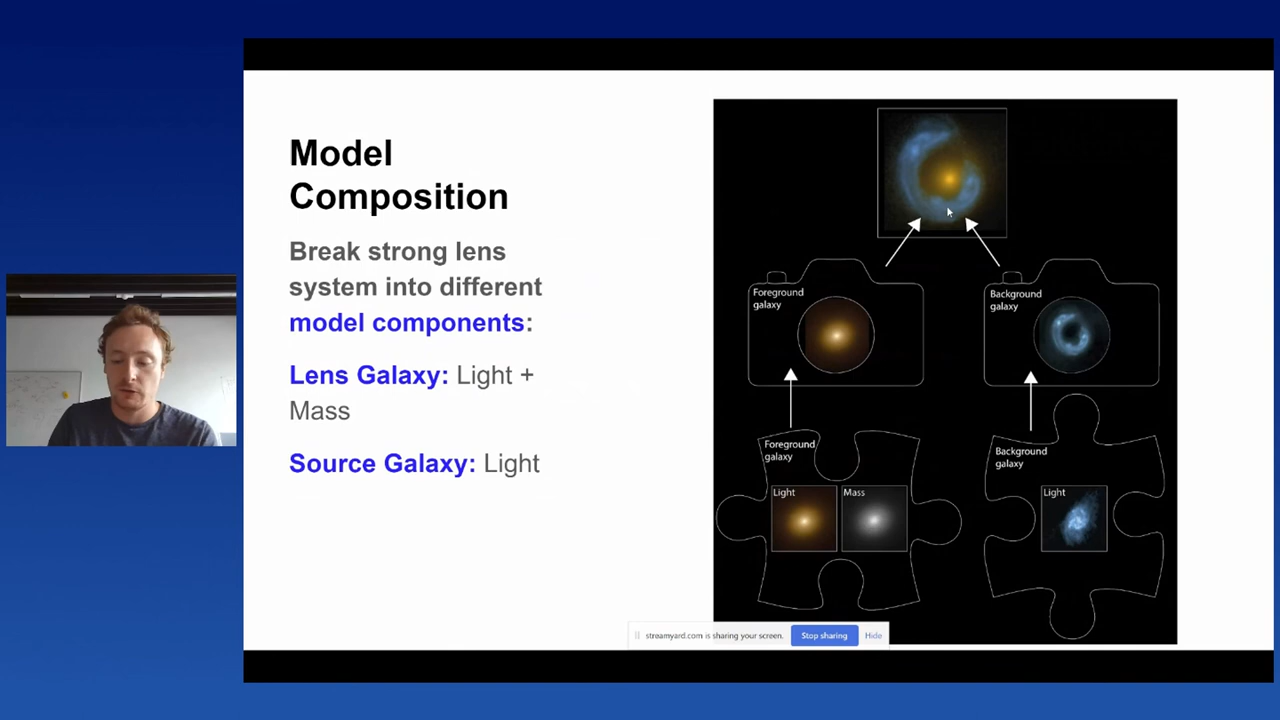 Model
Composition
Break strong lens
system into different
model components:
Lens Galaxy: Light +
Mass
Source Galaxy: Light
Foreground
galaxy
Background
galaxy
Foreground
galaxy
Light
Mass
Background
galaxy
Light
streamyard.com is sharing your screen.
Stop sharing
Hide